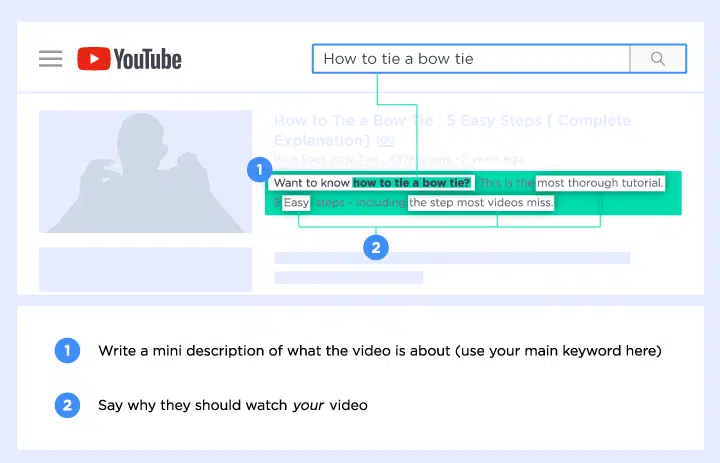 YouTube
How to tie a bow tie
How to Tie a Bow Tie : 5 Easy Steps [ Complete
Explanation] 💯
Blue Eyes Bow Tie 437K views · 2 years ago
1
Want to know how to tie a bow tie? This is the most thorough tutorial.
5 Easy steps - including the step most videos miss.
2
1 Write a mini description of what the video is about (use your main keyword here)
2 Say why they should watch your video